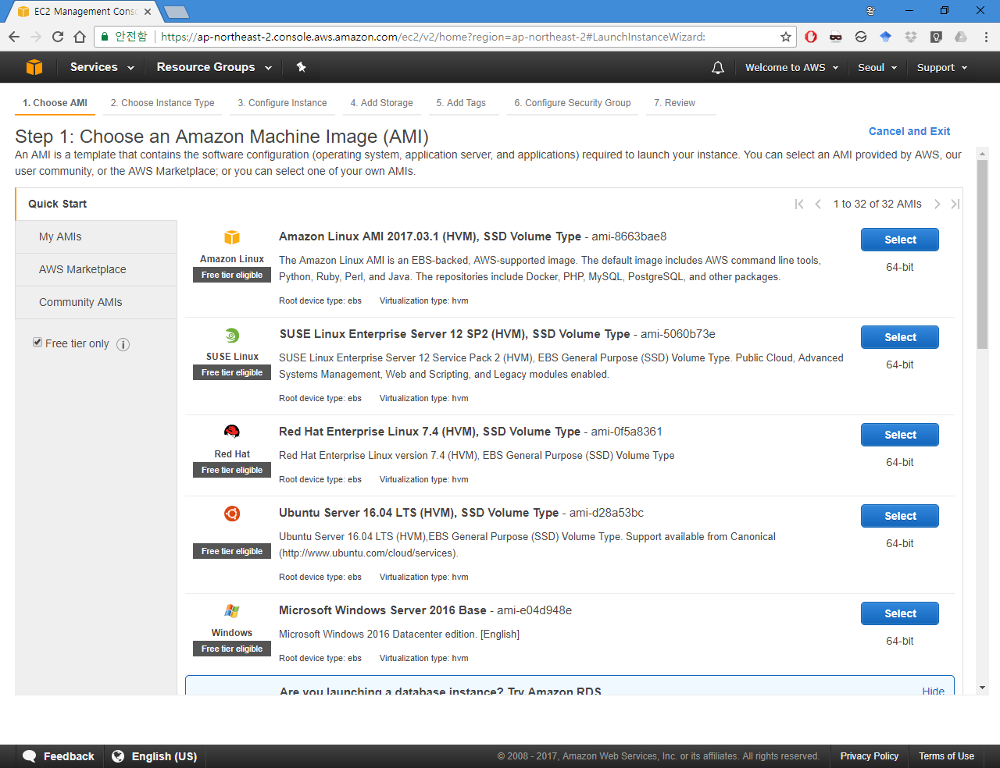 EC2 Management Conso
왕
안전함
https://ap-northeast-2.console.aws.amazon.com/ec2/v2/home?region=ap-northeast-2#LaunchInstanceWizard:
Services
Resource Groups
Welcome to AWS
Seoul
Support
1. Choose AMI
2. Choose Instance Type
3. Configure Instance
4. Add Storage
5. Add Tags
6. Configure Security Group
7. Review
Step 1: Choose an Amazon Machine Image (AMI)
Cancel and Exit
An AMI is a template that contains the software configuration (operating system, application server, and applications) required to launch your instance. You can select an AMI provided by AWS, our
user community, or the AWS Marketplace; or you can select one of your own AMIs.
Quick Start
My AMIs
AWS Marketplace
Community AMIs
Free tier only
1 to 32 of 32 AMIs
Amazon Linux
Free tier eligible
Amazon Linux AMI 2017.03.1 (HVM), SSD Volume Type - ami-8663bae8
The Amazon Linux AMI is an EBS-backed, AWS-supported image. The default image includes AWS command line tools,
Python, Ruby, Perl, and Java. The repositories include Docker, PHP, MySQL, PostgreSQL, and other packages.
Root device type: ebs Virtualization type: hvm
Select
64-bit
SUSE Linux
Free tier eligible
SUSE Linux Enterprise Server 12 SP2 (HVM), SSD Volume Type - ami-5060b73e
SUSE Linux Enterprise Server 12 Service Pack 2 (HVM), EBS General Purpose (SSD) Volume Type. Public Cloud, Advanced
Systems Management, Web and Scripting, and Legacy modules enabled.
Root device type: ebs Virtualization type: hvm
Select
64-bit
Red Hat
Free tier eligible
Red Hat Enterprise Linux 7.4 (HVM), SSD Volume Type - ami-0f5a8361
Red Hat Enterprise Linux version 7.4 (HVM), EBS General Purpose (SSD) Volume Type
Root device type: ebs Virtualization type: hvm
Select
64-bit
Free tier eligible
Ubuntu Server 16.04 LTS (HVM), SSD Volume Type - ami-d28a53bc
Ubuntu Server 16.04 LTS (HVM),EBS General Purpose (SSD) Volume Type. Support available from Canonical
(http://www.ubuntu.com/cloud/services).
Root device type: ebs Virtualization type: hvm
Select
64-bit
Windows
Free tier eligible
Microsoft Windows Server 2016 Base - ami-e04d948e
Microsoft Windows 2016 Datacenter edition. [English]
Root device type: ebs Virtualization type: hvm
Select
64-bit
Are you launching a database instance? Try Amazon RDS.
Hide
Feedback
English (US)
© 2008 - 2017, Amazon Web Services, Inc. or its affiliates. All rights reserved.
Privacy Policy
Terms of Use